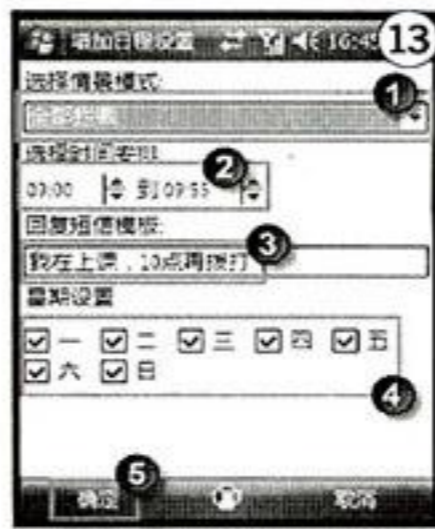 增加日程设置 16:45 13
选择情景模式:
1
选择时间
2
09:00 到 09:55
回复短信模板:
3
我在上课，10点再拨打
星期设置
一 二 三 四 五
六 日
4
5
确定 取消